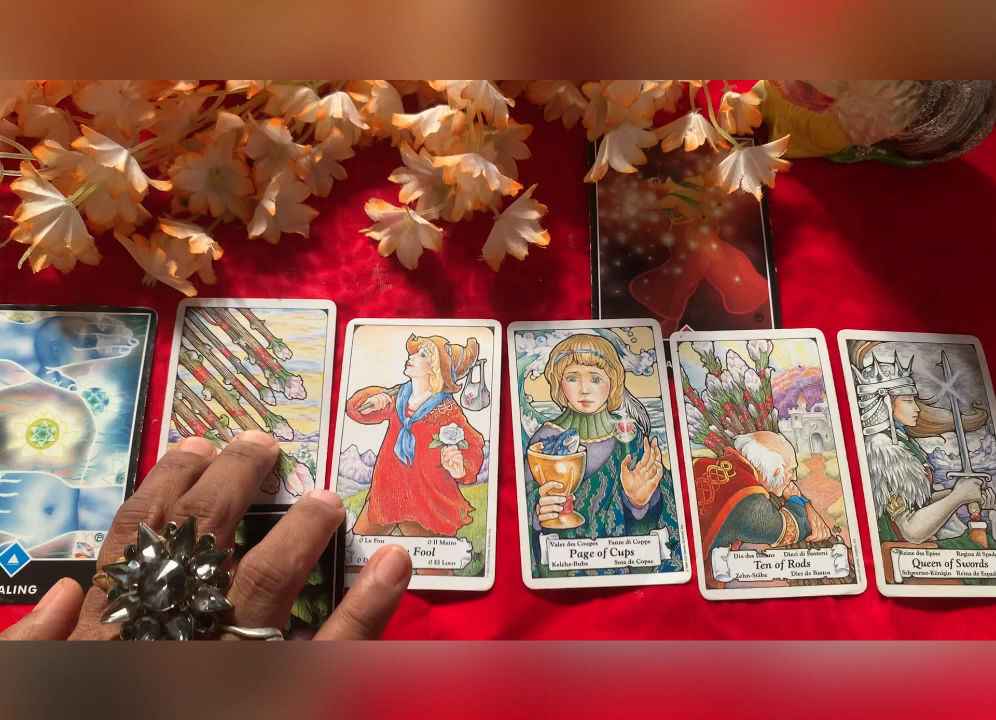 ALING
0 Le Fou 0 Il Matto
Fool
0 El Loco
Valet des Coupes Fante di Coppe
Page of Cups
Kelche-Bube Sota de Copas
Dix des Bâtons Dieci di Bastoni
Ten of Rods
Zehn-Stäbe Diez de Bastos
Reine des Epées Regina di Spade
Queen of Swords
Schwerter-Königin Reina de Espadas